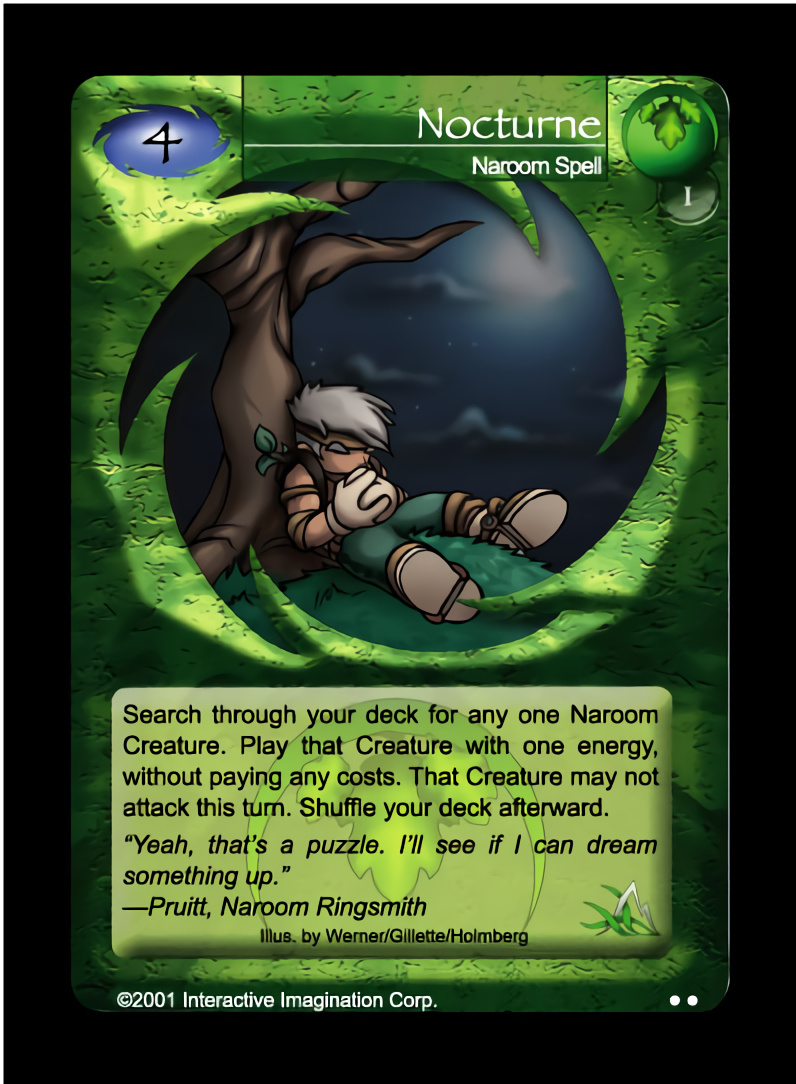 4
Nocturne
Naroom Spell
1
Search through your deck for any one Naroom
Creature. Play that Creature with one energy,
without paying any costs. That Creature may not
attack this turn. Shuffle your deck afterward.
"Yeah, that's a puzzle. I'll see if I can dream
something up."
—Pruitt, Naroom Ringsmith
Illus. by Werner/Gillette/Holmberg
©2001 Interactive Imagination Corp.